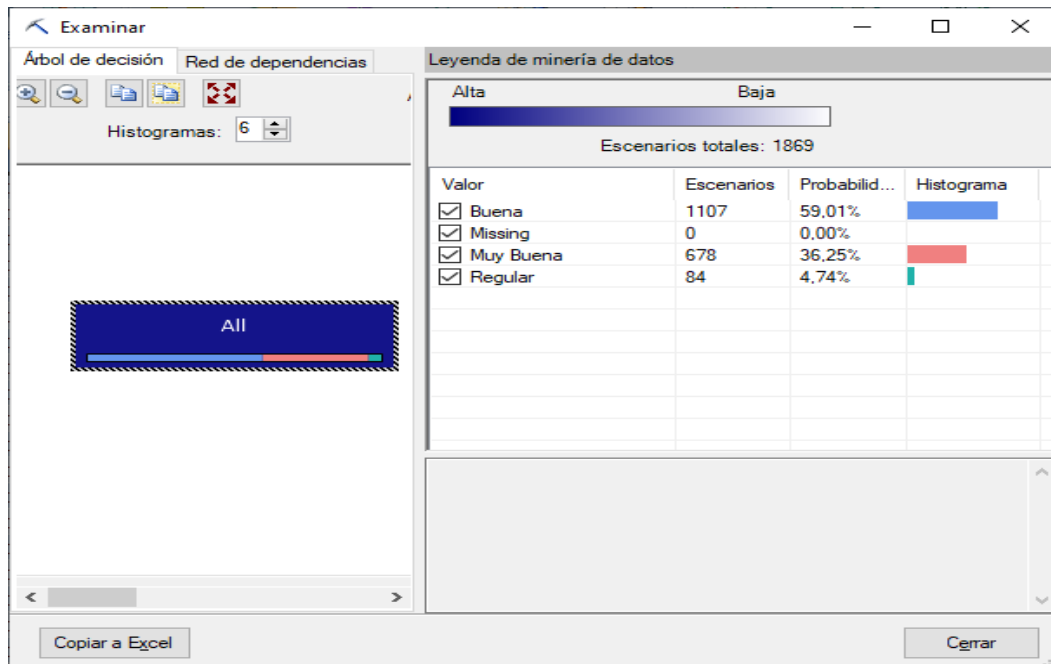 Examinar
Árbol de decisión Red de dependencias
Histogramas: 6
All
Leyenda de minería de datos
Alta Baja
Escenarios totales: 1869
Valor Escenarios Probabilid... Histograma
Buena 1107 59,01%
Missing 0 0,00%
Muy Buena 678 36,25%
Regular 84 4,74%
Copiar a Excel Cerrar